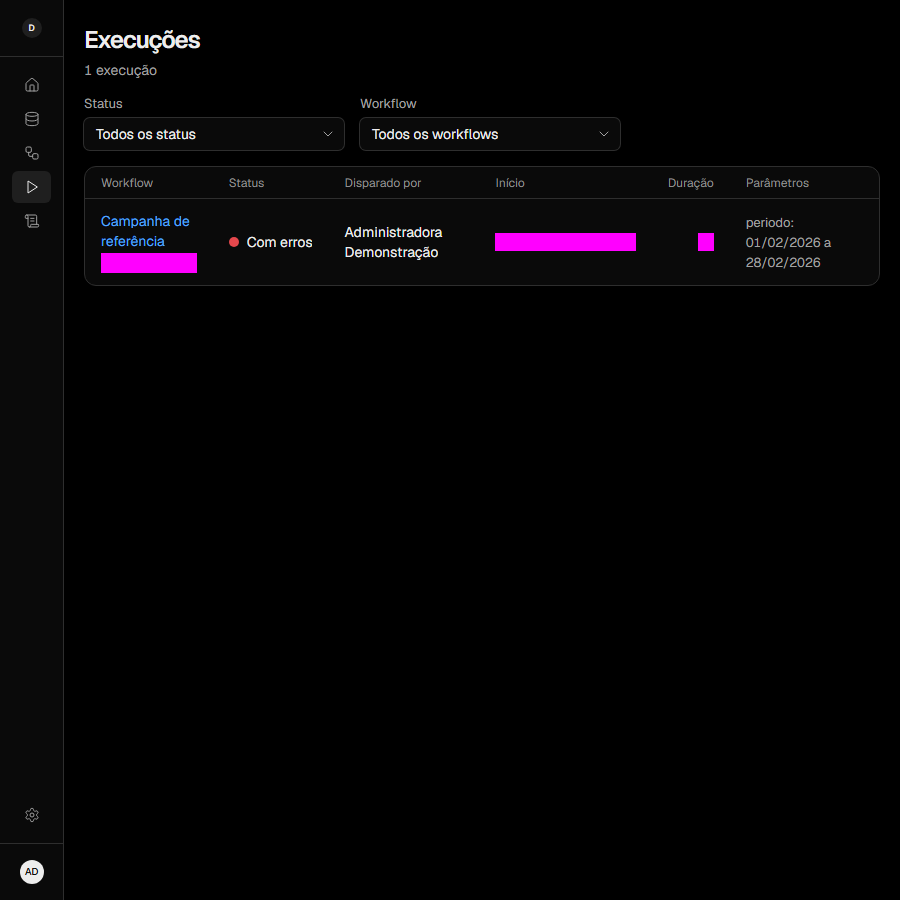 D
Execuções
1 execução
Status
Workflow
Todos os status
Todos os workflows
Workflow
Status
Disparado por
Início
Duração
Parâmetros
Campanha de
referência
Com erros
Administradora
Demonstração
periodo:
01/02/2026 a
28/02/2026
AD